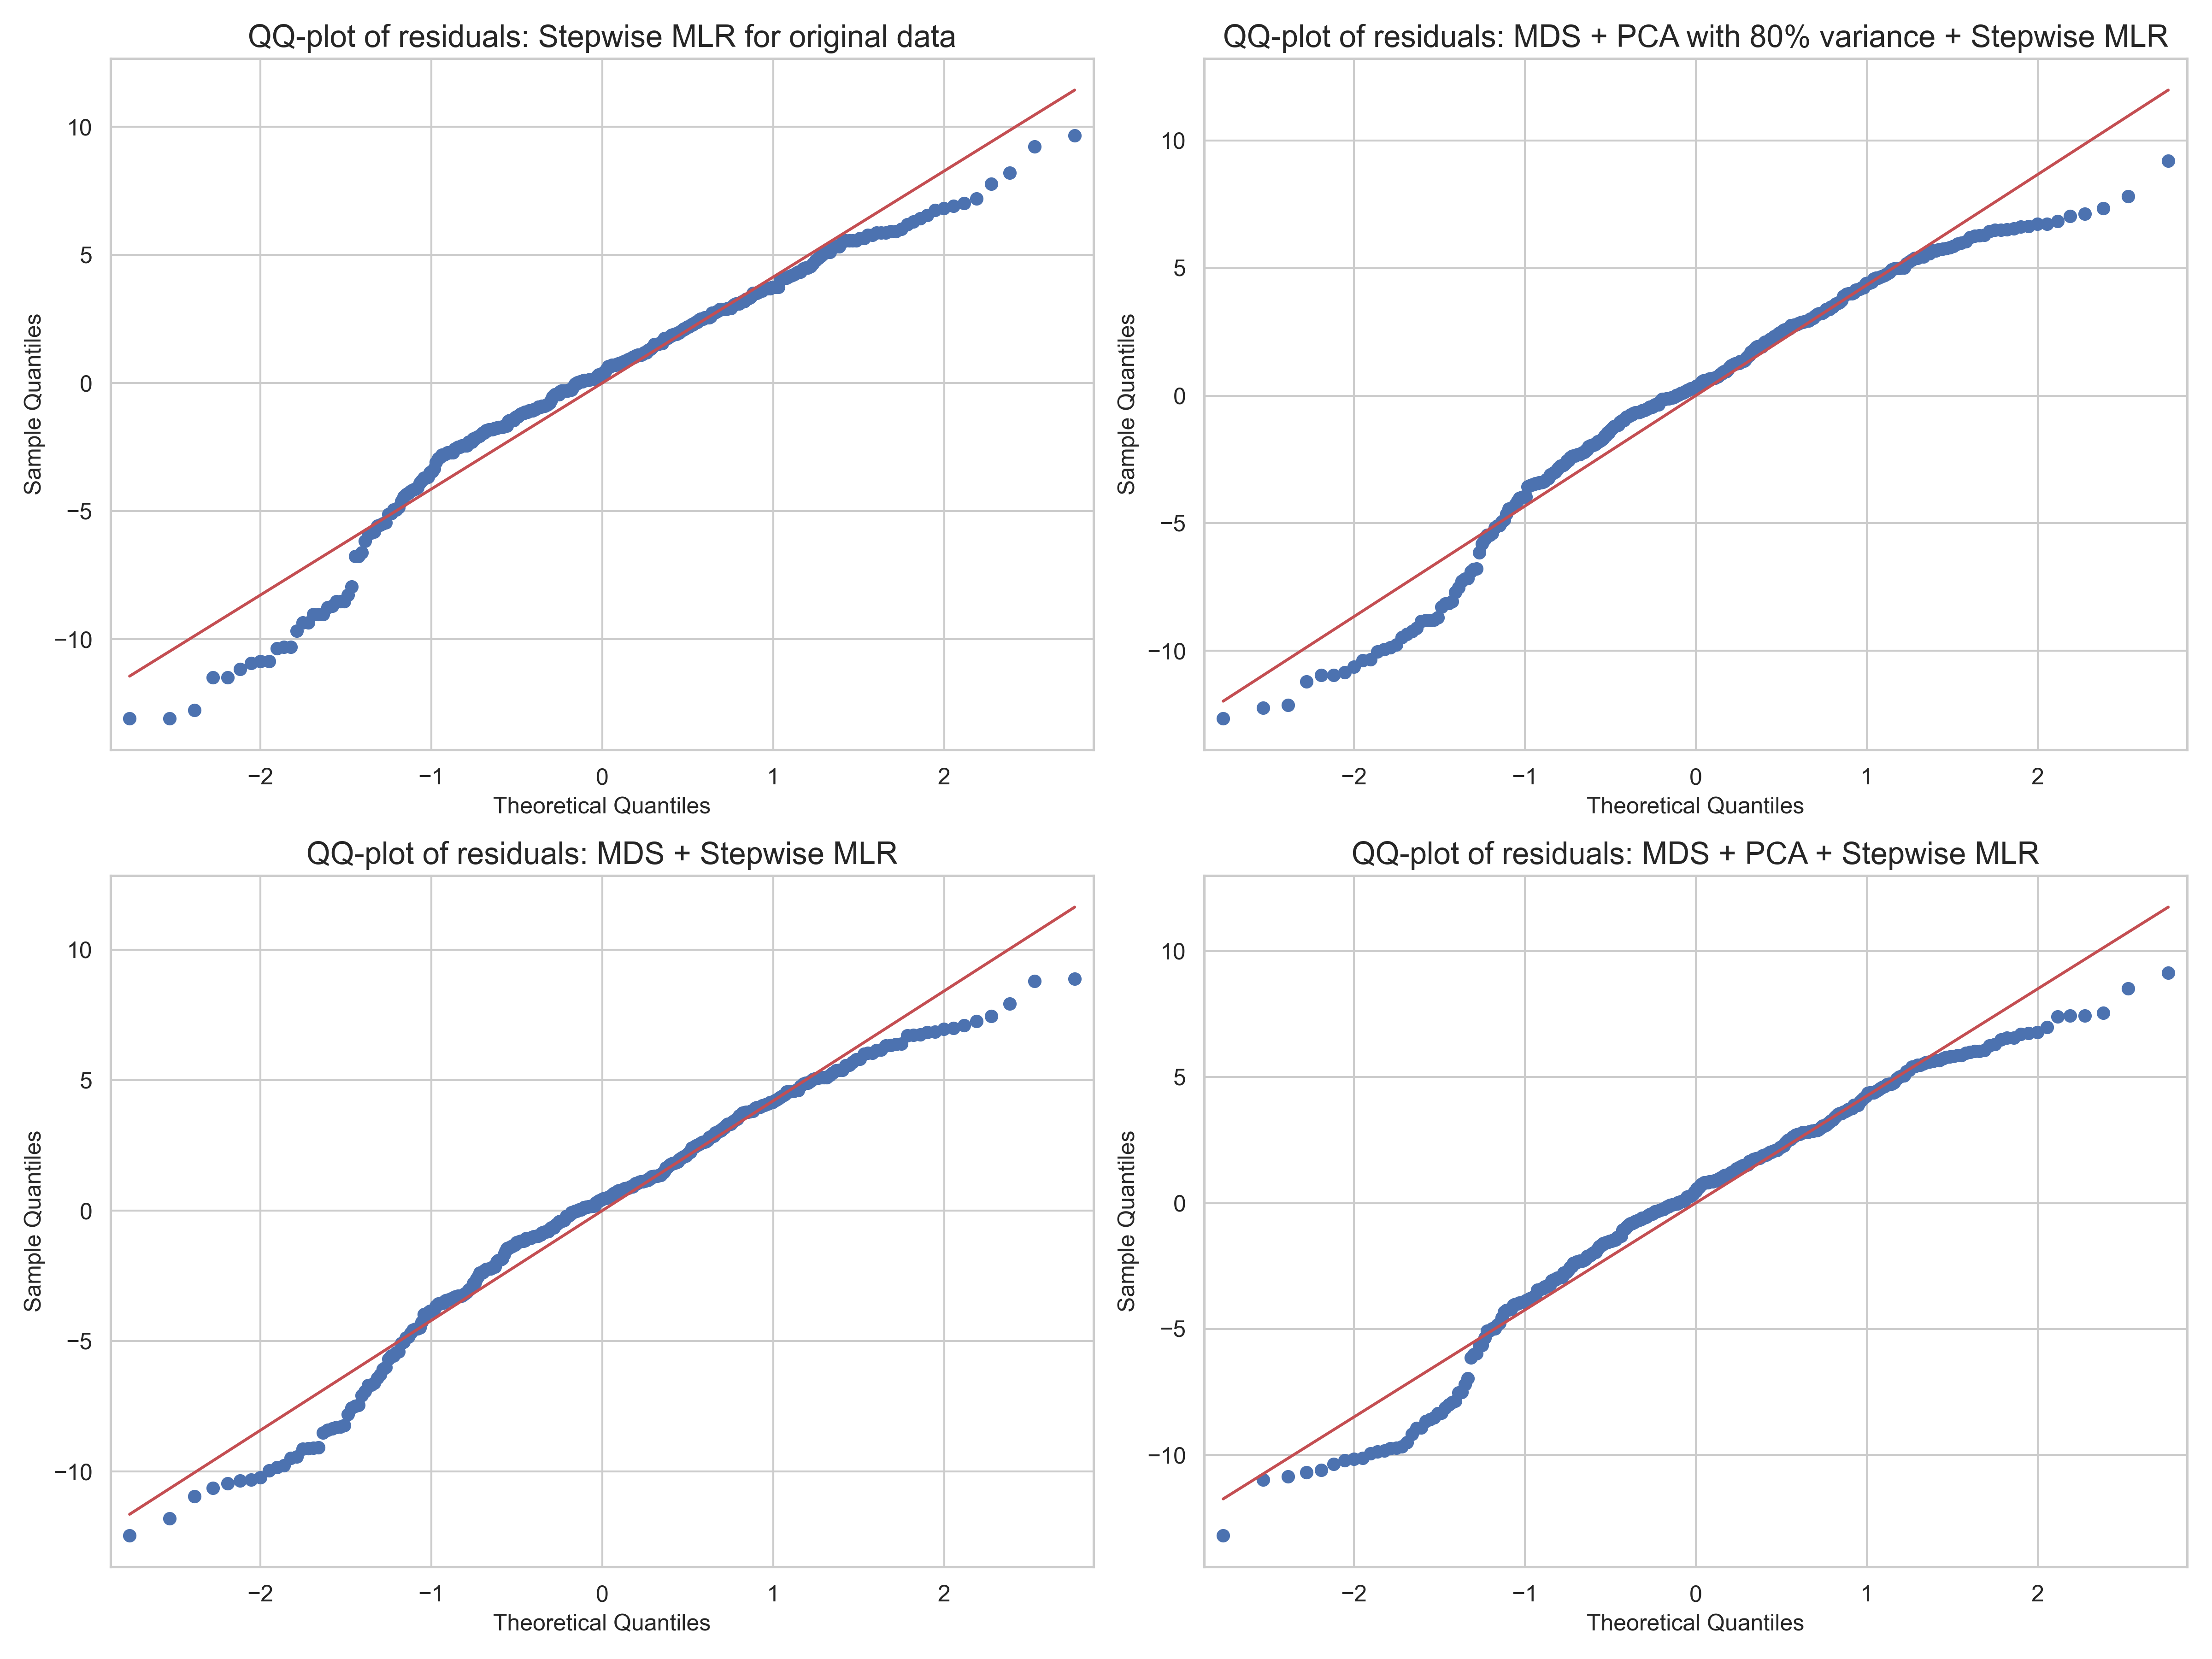 QQ-plot of residuals: Stepwise MLR for original data
10
5
0
−5
−10
Sample Quantiles
−2 −1 0 1 2
Theoretical Quantiles
QQ-plot of residuals: MDS + PCA with 80% variance + Stepwise MLR
10
5
0
−5
−10
Sample Quantiles
−2 −1 0 1 2
Theoretical Quantiles
QQ-plot of residuals: MDS + Stepwise MLR
10
5
0
−5
−10
Sample Quantiles
−2 −1 0 1 2
Theoretical Quantiles
QQ-plot of residuals: MDS + PCA + Stepwise MLR
10
5
0
−5
−10
Sample Quantiles
−2 −1 0 1 2
Theoretical Quantiles